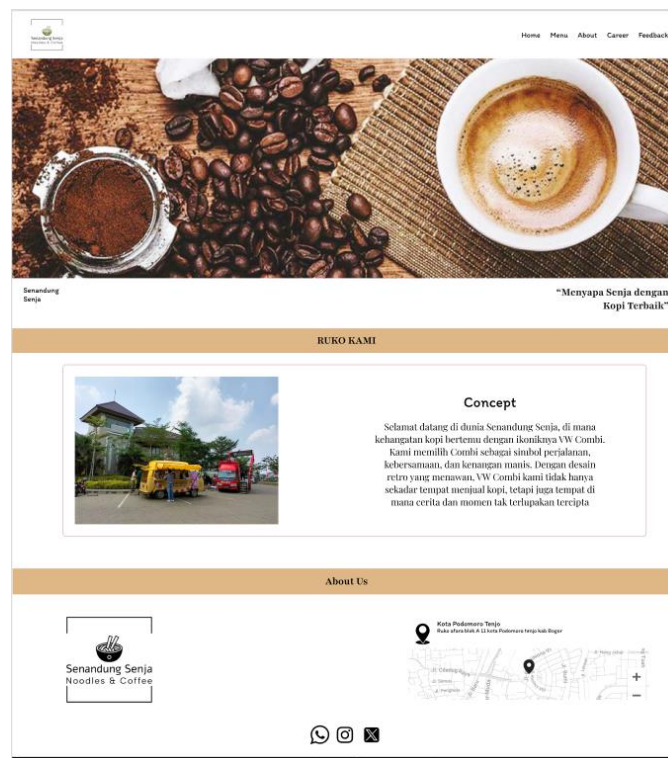 Senandung Senja
Home Menu About Career Feedback
Senandung
Senja
“Menyapa Senja dengan
Kopi Terbaik”
RUKO KAMI
Concept
Selamat datang di dunia Senandung Senja, di mana
kehangatan kopi bertemu dengan ikoniknya VW Combi.
Kami memilih Combi sebagai simbol perjalanan,
kebersamaan, dan kenangan manis. Dengan desain
retro yang menawan, VW Combi kami tidak hanya
sekadar tempat menjual kopi, tetapi juga tempat di
mana cerita dan momen tak terlupakan tercipta
About Us
Senandung Senja
Noodles & Coffee
Kota Podomoro Tenjo